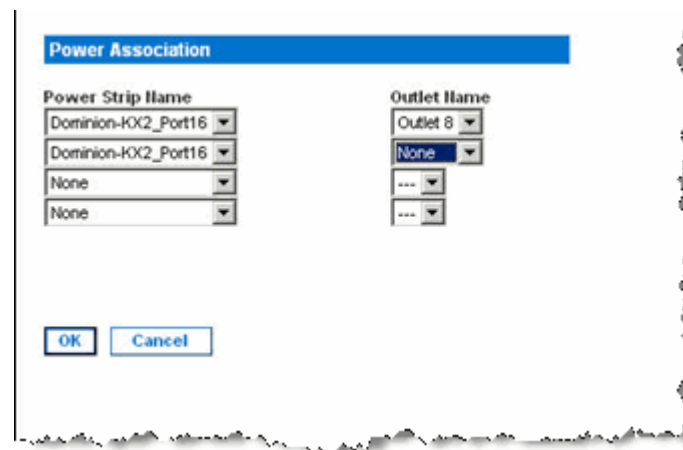 Power Association
Power Strip Name Outlet Name
Dominion-KX2_Port16 Outlet 8
Dominion-KX2_Port16 None
None ---
None ---
OK Cancel